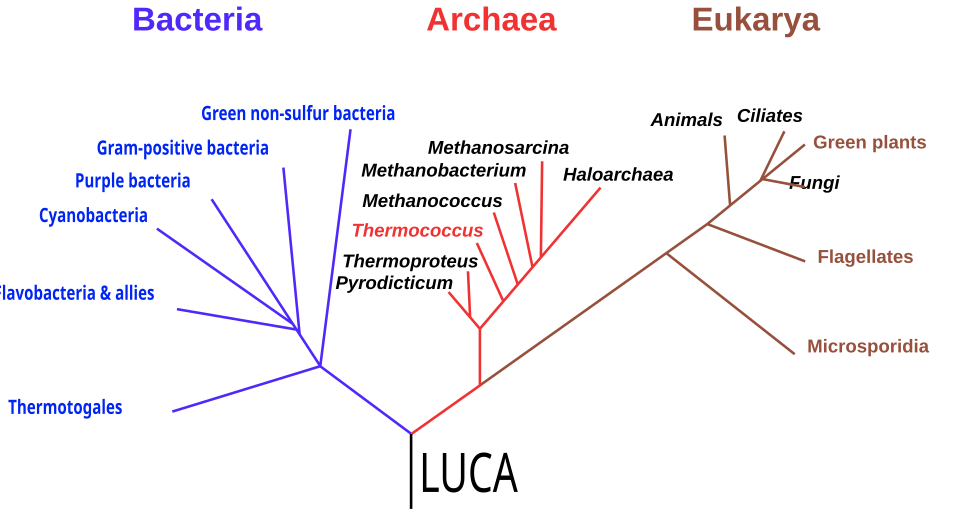 Bacteria
Archaea
Eukarya
Green non-sulfur bacteria
Gram-positive bacteria
Purple bacteria
Cyanobacteria
Flavobacteria & allies
Thermotogales
Methanosarcina
Methanobacterium
Haloarchaea
Methanococcus
Thermococcus
Thermoproteus
Pyrodicticum
Animals
Ciliates
Green plants
Fungi
Flagellates
Microsporidia
LUCA